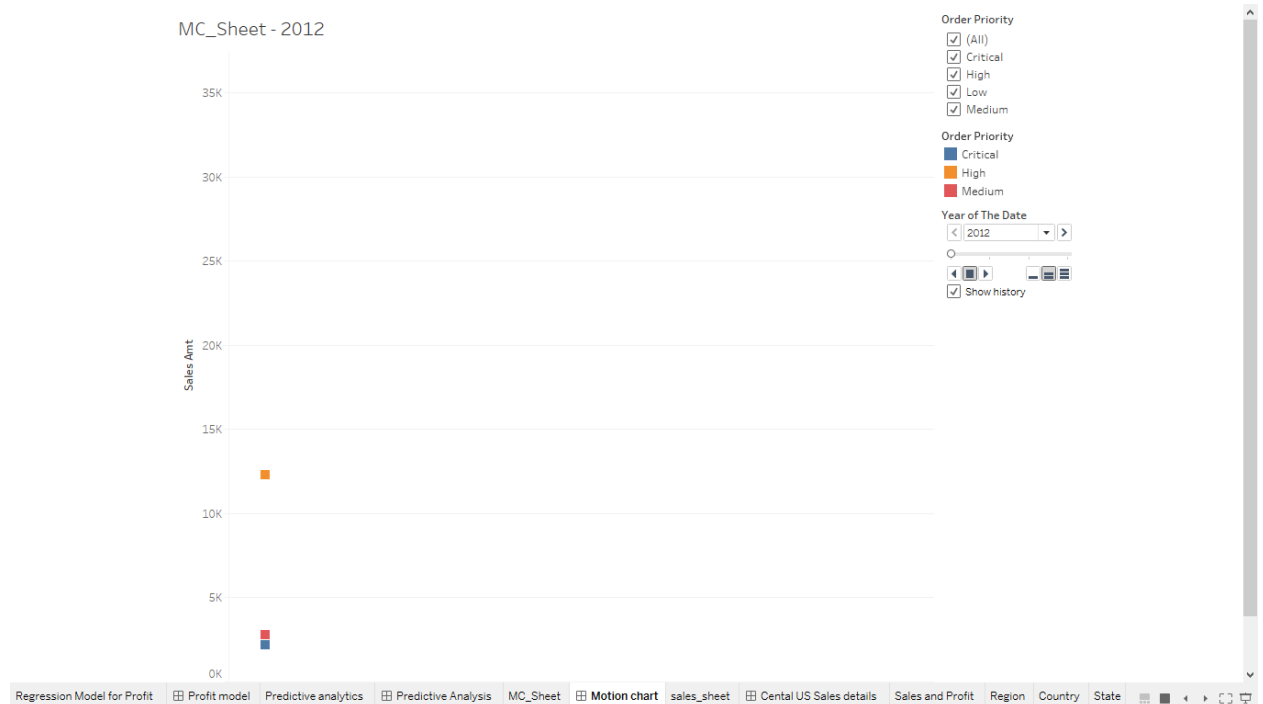 MC_Sheet - 2012
35K
30K
25K
20K
15K
10K
5K
0K
Sales Amt
Order Priority
(All)
Critical
High
Low
Medium
Order Priority
Critical
High
Medium
Year of The Date
2012
Show history
Regression Model for Profit Profit model Predictive analytics Predictive Analysis MC_Sheet Motion chart sales_sheet Cental US Sales details Sales and Profit Region Country State